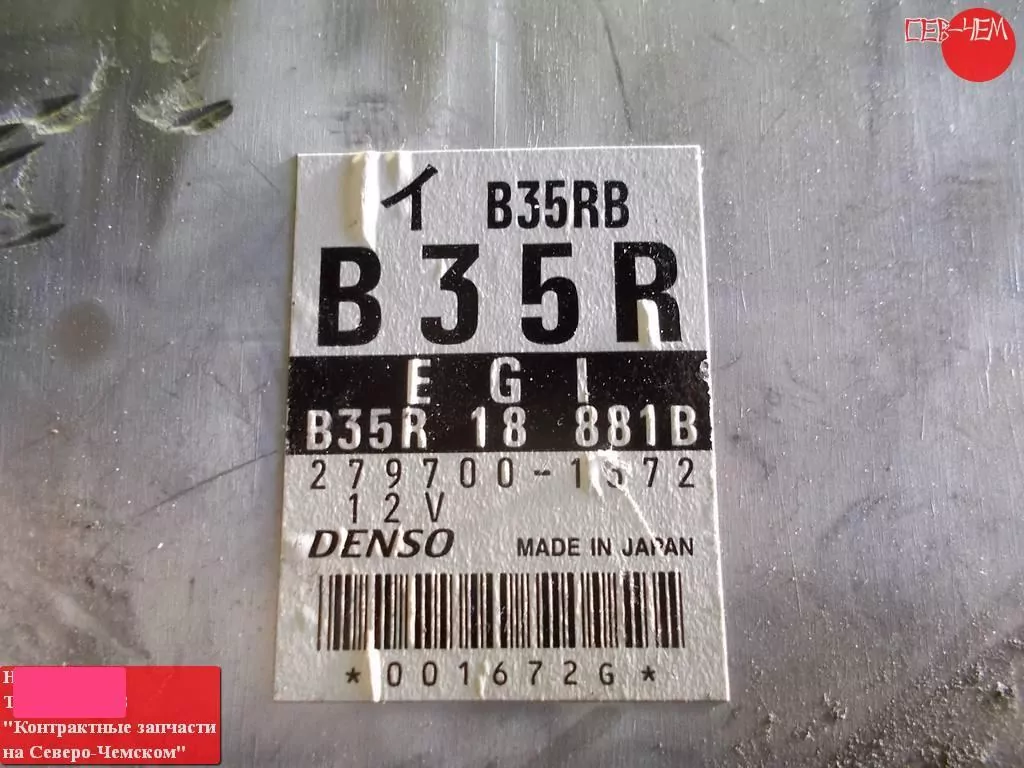 СЕВ-ЧЕМ
イ B35RB
B35R
EGI
B35R 18 881B
279700-1572
12V
DENSO MADE IN JAPAN
*001672G*
"Контрактные запчасти
на Северо-Чемском"